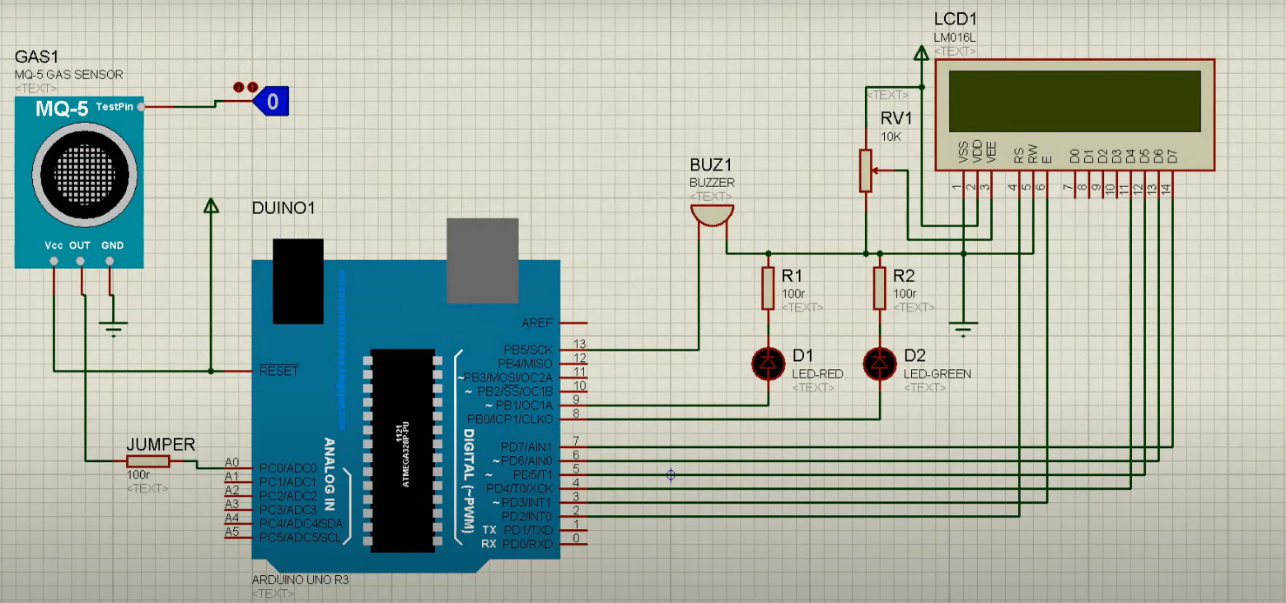 GAS1
MQ-5 GAS SENSOR
<TEXT>
MQ-5 TestPin
0
Vcc OUT GND
JUMPER
100r
<TEXT>
DUINO1
RESET
A0 PC0/ADC0
A1 PC1/ADC1
A2 PC2/ADC2
A3 PC3/ADC3
A4 PC4/ADC4/SDA
A5 PC5/ADC5/SCL
ANALOG IN
1121
ATMEGA328P-PU
DIGITAL (~PWM)
AREF
PB5/SCK 13
PB4/MISO 12
~PB3/MOSI/OC2A 11
~ PB2/SS/OC1B 10
~ PB1/OC1A 9
PB0/ICP1/CLKO 8
PD7/AIN1 7
~PD6/AIN0 6
~ PD5/T1 5
PD4/T0/XCK 4
~PD3/INT1 3
PD2/INT0 2
TX PD1/TXD 1
RX PD0/RXD 0
ARDUINO UNO R3
<TEXT>
BUZ1
BUZZER
<TEXT>
R1
100r
<TEXT>
D1
LED-RED
<TEXT>
R2
100r
<TEXT>
D2
LED-GREEN
<TEXT>
<TEXT>
RV1
10K
LCD1
LM016L
<TEXT>
VSS VDD VEE RS RW E D0 D1 D2 D3 D4 D5 D6 D7
1 2 3 4 5 6 7 8 9 10 11 12 13 14